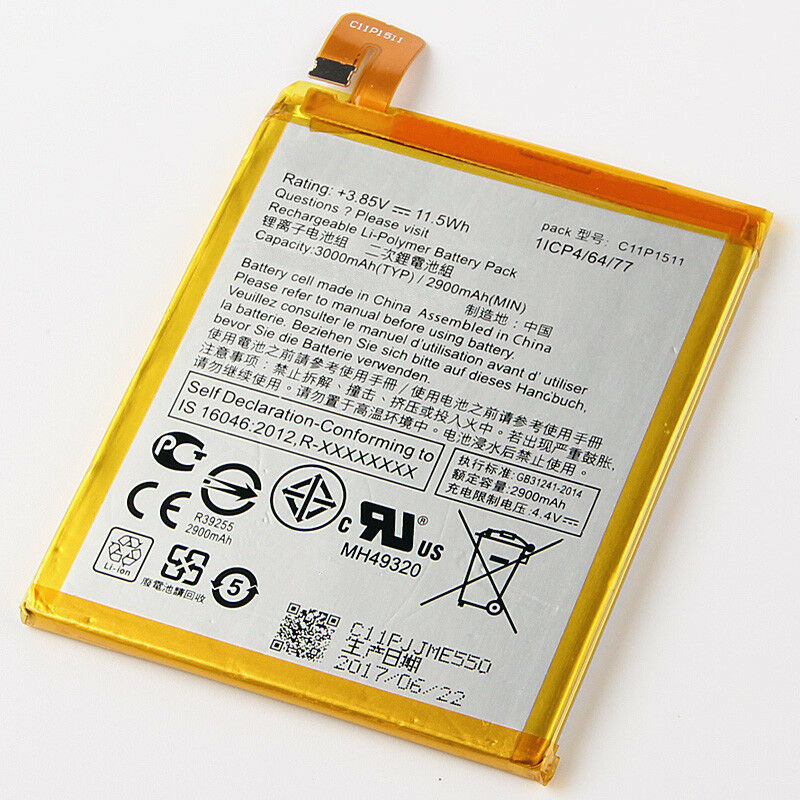 C11P1511
Rating: +3.85V ⎓ 11.5Wh
Questions ? Please visit
Rechargeable Li-Polymer Battery Pack
鋰离子电池组 二次鋰電池組
Capacity:3000mAh(TYP) / 2900mAh(MIN)
pack 型号: C11P1511
1ICP4/64/77
制造地:中国
Battery cell made in China Assembled in China
Please refer to manual before using battery.
Veuillez consulter le manuel d'utilisation avant d' utiliser
la batterie. Beziehen Sie sich bitte auf dieses Hancbuch,
bevor Sie die Batterie verwenden.
使用電池之前請參考使用手冊/使用电池之前请参考使用手册
注意:禁止拆解、撞击、挤压或投入火中。若出现严重鼓胀,
请勿继续使用。请勿置于高温环境中。电池浸水后禁止使用。
Self Declaration-Conforming to
IS 16046:2012,R-XXXXXXXX
执行标准:GB31241-2014
额定容量:2900mAh
充电限制电压:4.4V⎓
PG
CE
R39255
2900mAh
c RU® US
MH49320
Li-ion
廢電池請回收
5
C11PJJME550
生产日期
2017/06/22